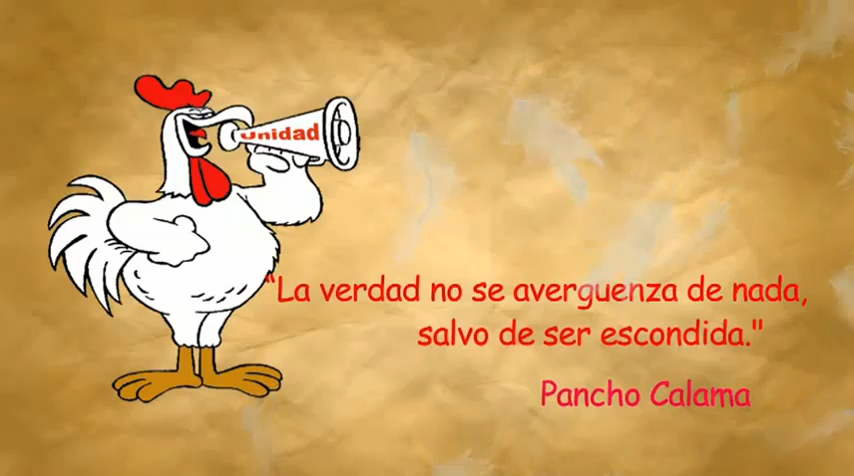 Unidad
“La verdad no se averguenza de nada,
salvo de ser escondida."
Pancho Calama